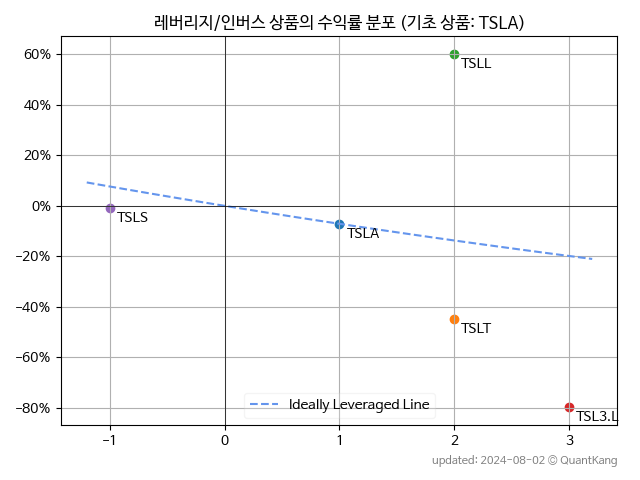 레버리지/인버스 상품의 수익률 분포 (기초 상품: TSLA)
60%
40%
20%
0%
−20%
−40%
−60%
−80%
TSLL
TSLS
TSLA
TSLT
TSL3.L
Ideally Leveraged Line
−1
0
1
2
3
updated: 2024-08-02 © QuantKang